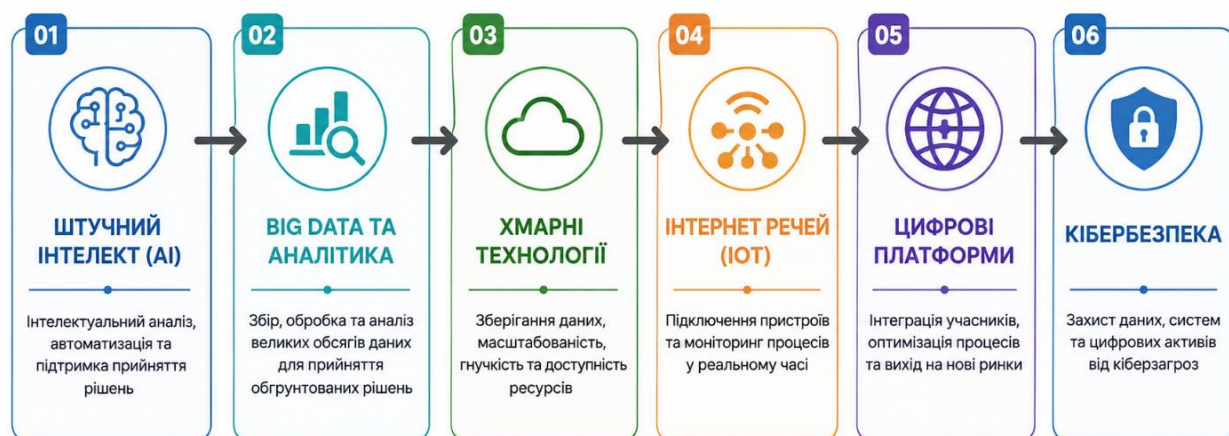 01
ШТУЧНИЙ
ІНТЕЛЕКТ (AI)
Інтелектуальний аналіз,
автоматизація та
підтримка прийняття
рішень
02
BIG DATA ТА
АНАЛІТИКА
Збір, обробка та аналіз
великих обсягів даних
для прийняття
обгрунтованих рішень
03
ХМАРНІ
ТЕХНОЛОГІЇ
Зберігання даних,
масштабованість,
гнучкість та доступність
ресурсів
04
ІНТЕРНЕТ РЕЧЕЙ
(IOT)
Підключення пристроїв
та моніторинг процесів
у реальному часі
05
ЦИФРОВІ
ПЛАТФОРМИ
Інтеграція учасників,
оптимізація процесів
та вихід на нові ринки
06
КІБЕРБЕЗПЕКА
Захист даних, систем
та цифрових активів
від кіберзагроз